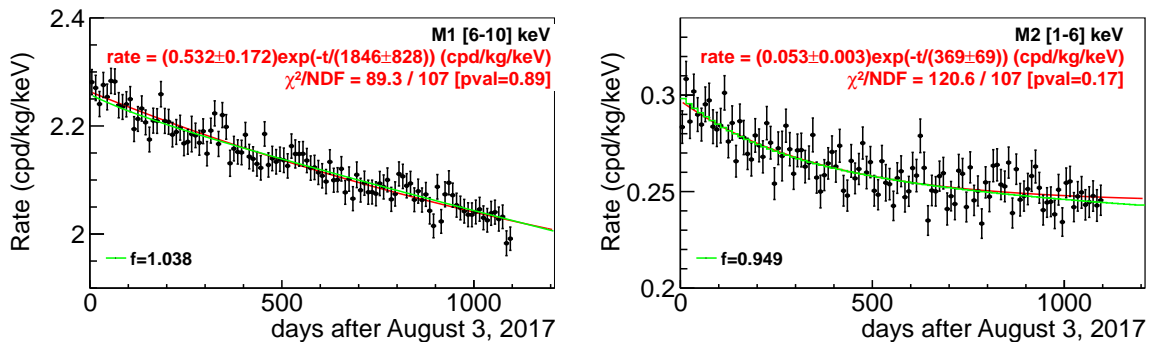 M1 [6-10] keV
rate = (0.532±0.172)exp(-t/(1846±828)) (cpd/kg/keV)
χ²/NDF = 89.3 / 107 [pval=0.89]
2.4
2.2
2
Rate (cpd/kg/keV)
f=1.038
0 500 1000
days after August 3, 2017
M2 [1-6] keV
rate = (0.053±0.003)exp(-t/(369±69)) (cpd/kg/keV)
χ²/NDF = 120.6 / 107 [pval=0.17]
0.3
0.25
0.2
Rate (cpd/kg/keV)
f=0.949
0 500 1000
days after August 3, 2017